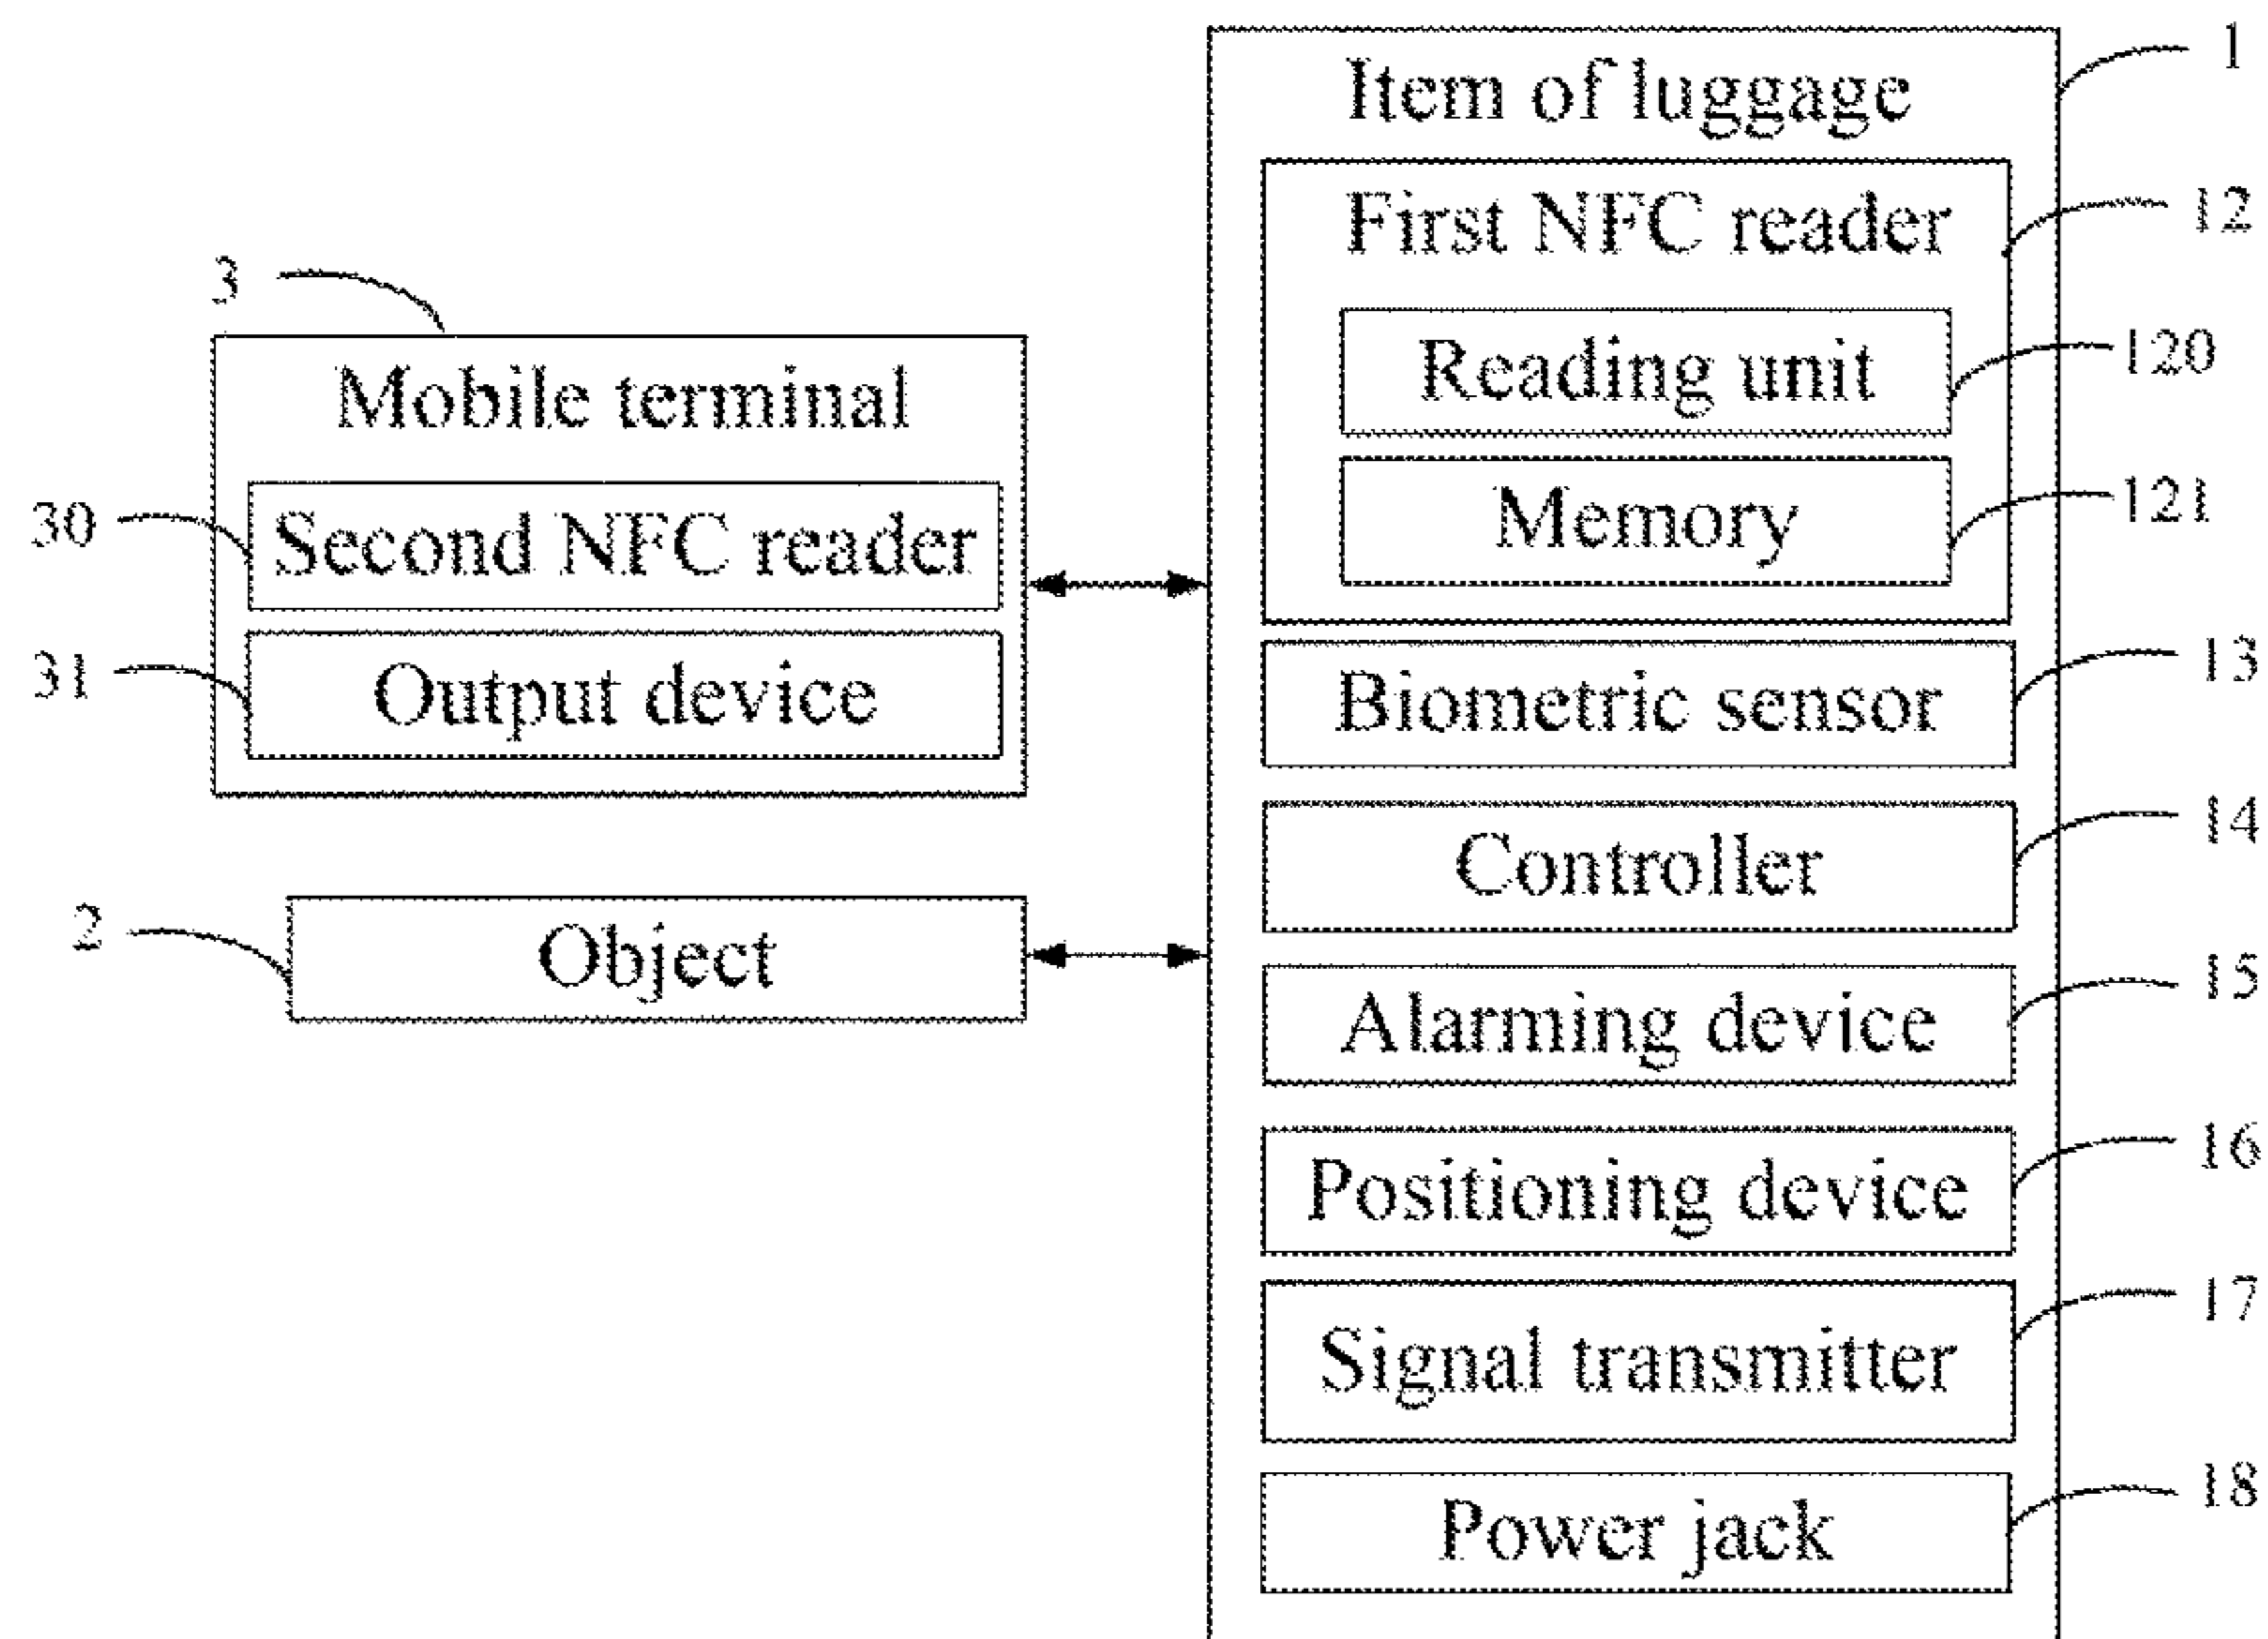 1
Item of luggage
First NFC reader
12
3
Reading unit
120
Mobile terminal
Memory
121
30
Second NFC reader
31
Output device
Biometric sensor
13
Controller
14
2
Object
Alarming device
15
Positioning device
16
Signal transmitter
17
Power jack
18